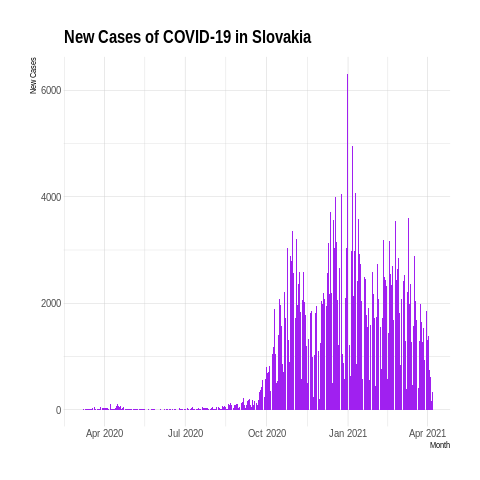 New Cases of COVID-19 in Slovakia
New Cases
6000
4000
2000
0
Apr 2020
Jul 2020
Oct 2020
Jan 2021
Apr 2021
Month